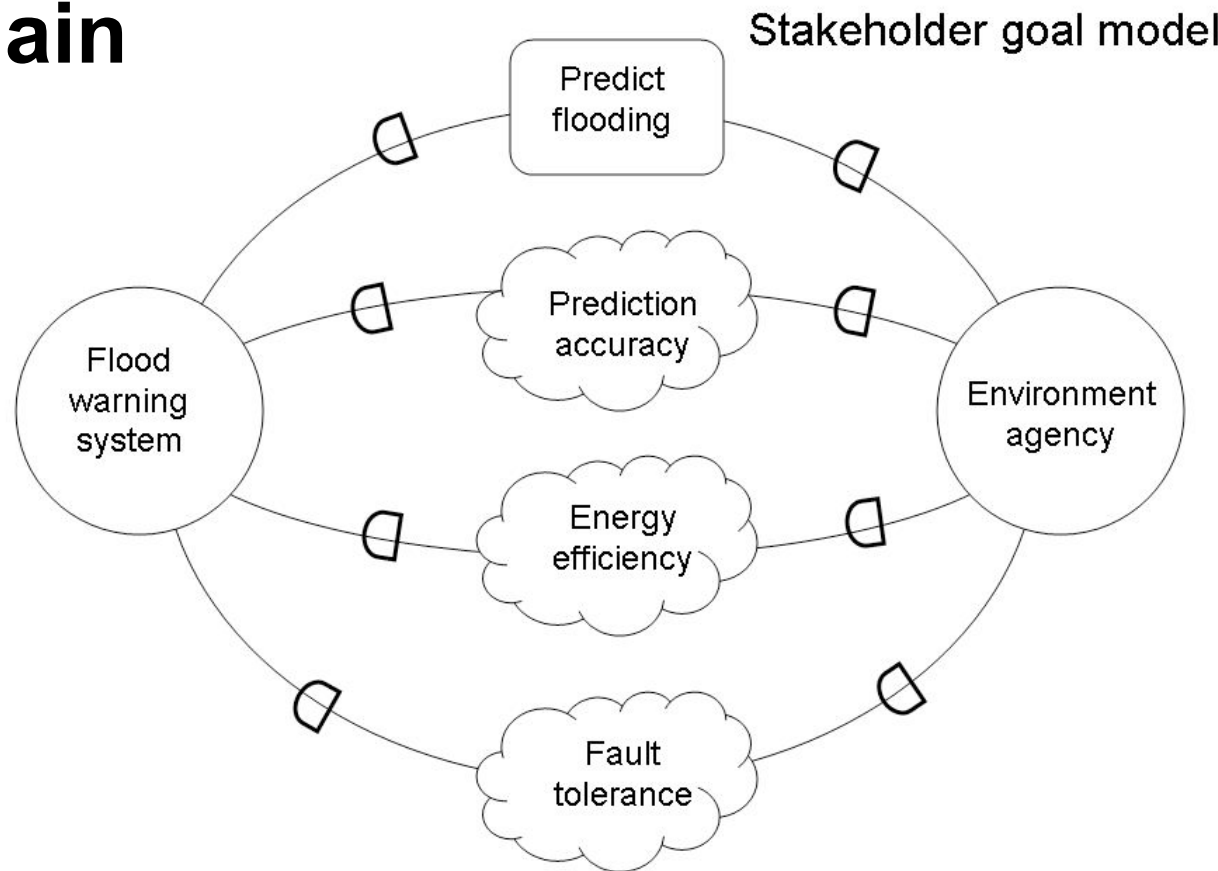 ain
Stakeholder goal model
Predict
flooding
Prediction
accuracy
Flood
warning
system
Environment
agency
Energy
efficiency
Fault
tolerance